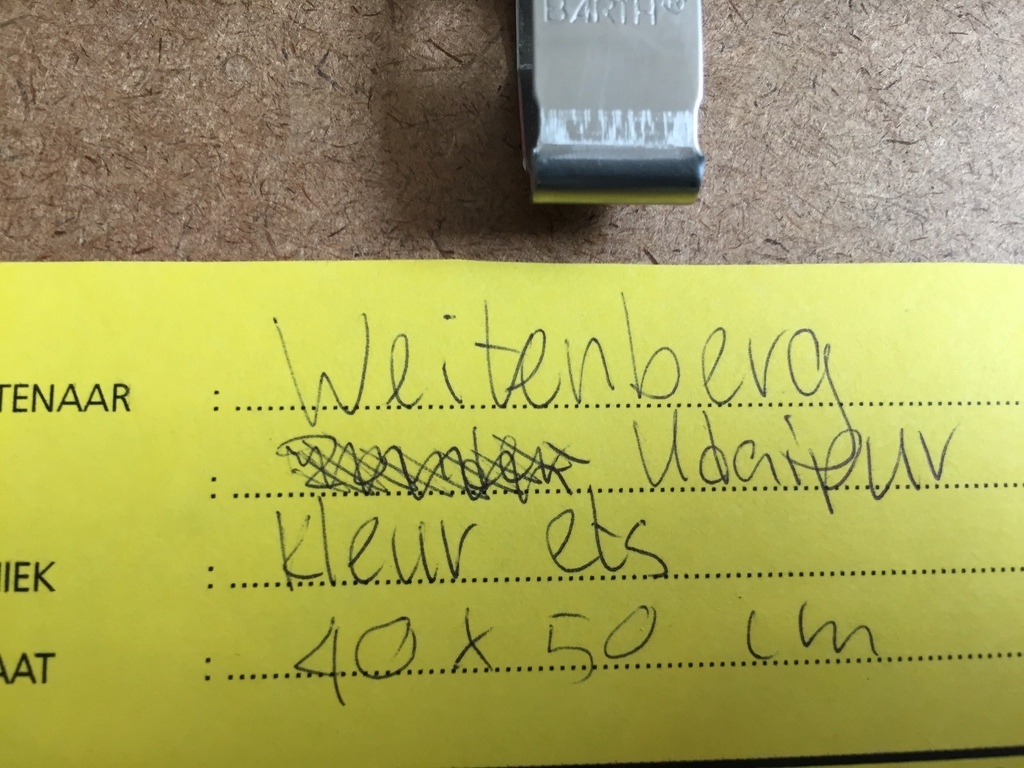 BARTH®
TENAAR : Weitenberg
: Udaipur
IEK : kleur ets
AAT : 40 x 50 cm